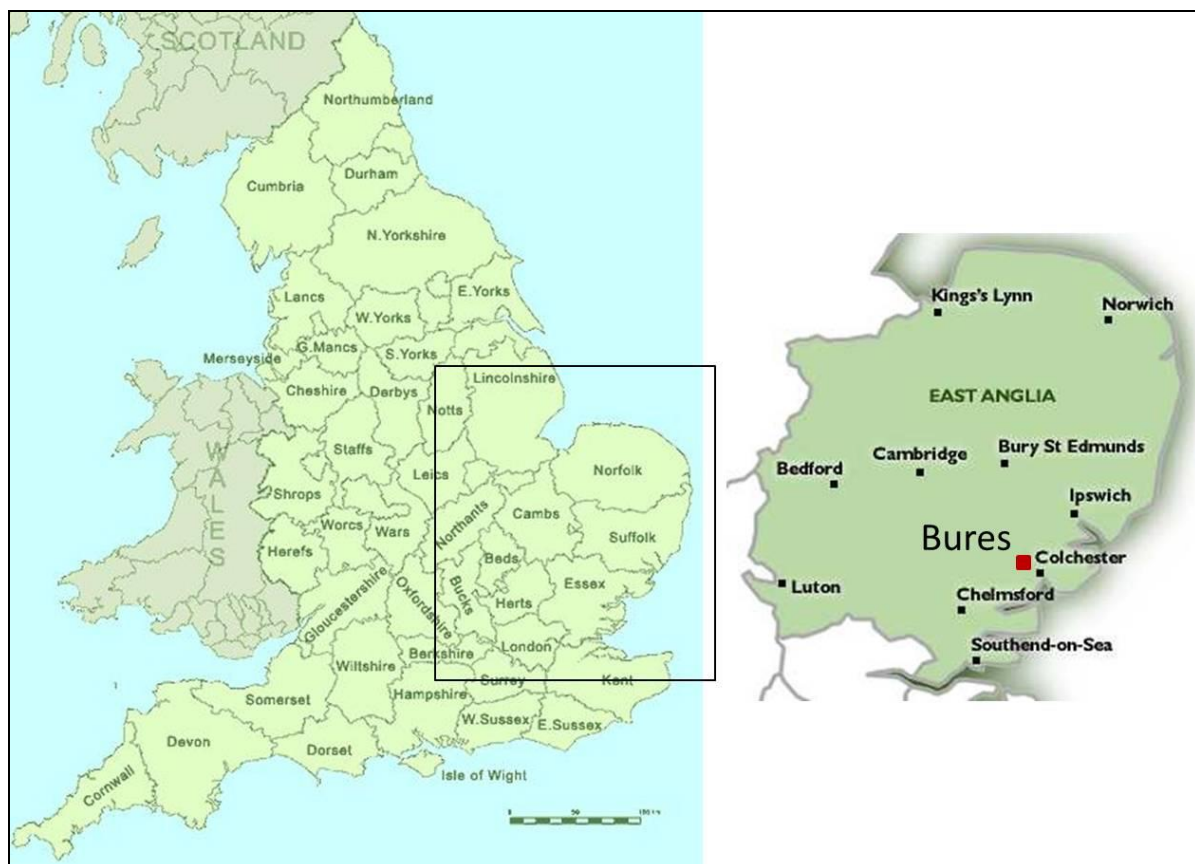 SCOTLAND
Northumberland
Cumbria
Durham
N.Yorkshire
Lancs
E.Yorks
W.Yorks
G.Mancs
Merseyside
S.Yorks
Cheshire
Derbys
Notts
Lincolnshire
WALES
Staffs
Leics
Norfolk
Shrops
Worcs
Wars
Northants
Cambs
Suffolk
Herefs
Gloucestershire
Oxfordshire
Bucks
Beds
Herts
Essex
London
Berkshire
Wiltshire
Somerset
Hampshire
Surrey
Kent
W.Sussex
E.Sussex
Devon
Dorset
Cornwall
Isle of Wight
0
King's Lynn
Norwich
EAST ANGLIA
Bury St Edmunds
Cambridge
Bedford
Ipswich
Bures
Colchester
Luton
Chelmsford
Southend-on-Sea